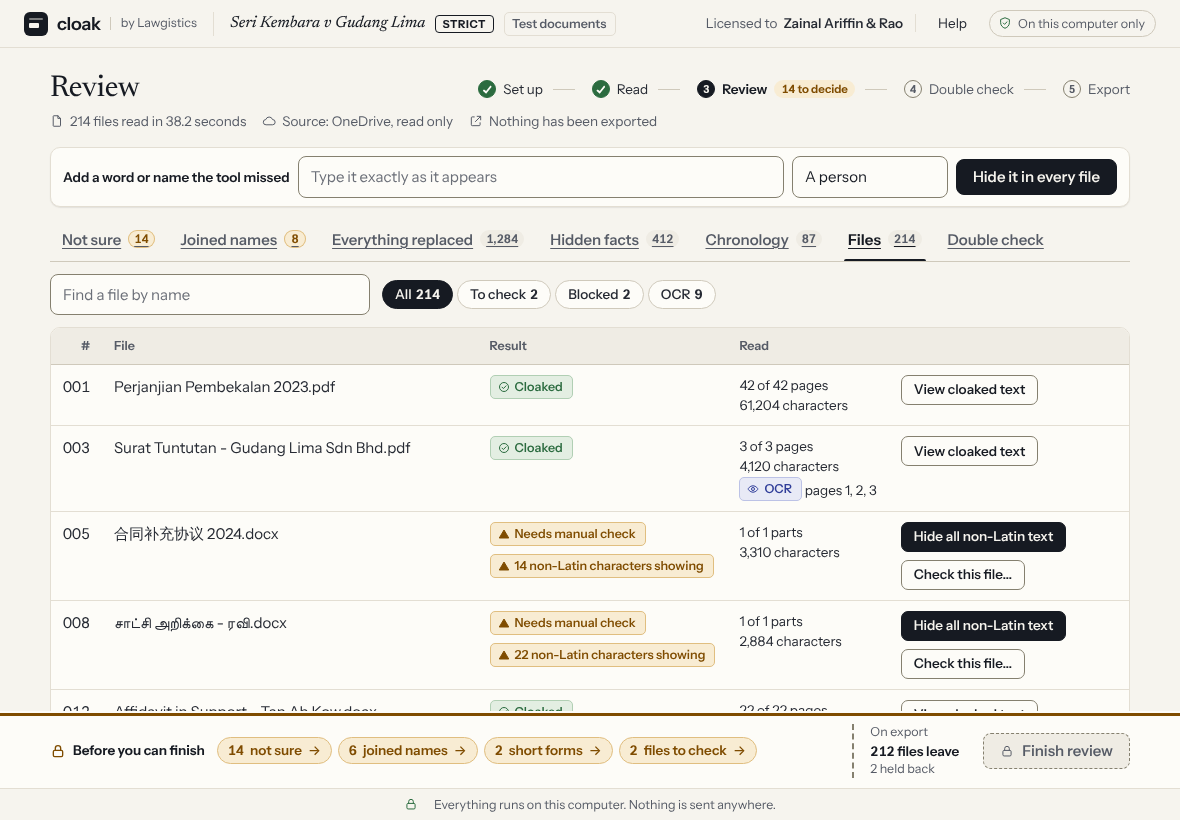 cloak by Lawgistics Seri Kembara v Gudang Lima STRICT Test documents Licensed to Zainal Ariffin & Rao Help On this computer only
Review
Set up Read 3 Review 14 to decide 4 Double check 5 Export
214 files read in 38.2 seconds Source: OneDrive, read only Nothing has been exported
Add a word or name the tool missed Type it exactly as it appears A person Hide it in every file
Not sure 14 Joined names 8 Everything replaced 1,284 Hidden facts 412 Chronology 87 Files 214 Double check
Find a file by name All 214 To check 2 Blocked 2 OCR 9
# File Result Read
001 Perjanjian Pembekalan 2023.pdf Cloaked 42 of 42 pages View cloaked text
61,204 characters
003 Surat Tuntutan - Gudang Lima Sdn Bhd.pdf Cloaked 3 of 3 pages View cloaked text
4,120 characters
OCR pages 1, 2, 3
005 合同补充协议 2024.docx Needs manual check 1 of 1 parts Hide all non-Latin text
14 non-Latin characters showing 3,310 characters Check this file...
008 சாட்சி அறிக்கை - ரவி.docx Needs manual check 1 of 1 parts Hide all non-Latin text
22 non-Latin characters showing 2,884 characters Check this file...
Before you can finish 14 not sure → 6 joined names → 2 short forms → 2 files to check → On export
212 files leave Finish review
2 held back
Everything runs on this computer. Nothing is sent anywhere.